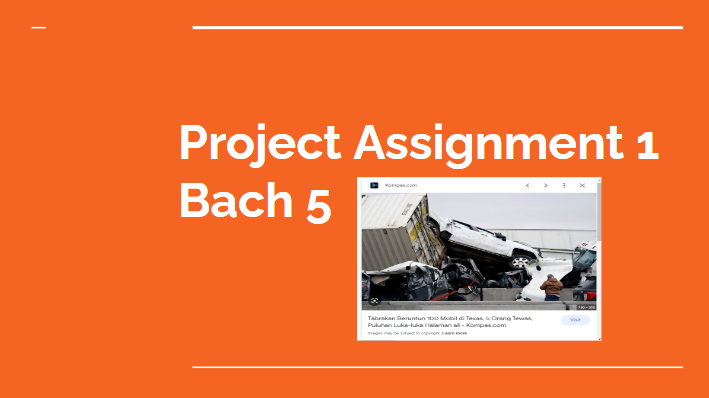 Project Assignment 1
Bach 5
Kompas.com
Tabrakan Beruntun 100 Mobil di Texas, 5 Orang Tewas,
Puluhan Luka-luka Halaman all - Kompas.com
Visit
Images may be subject to copyright. Learn more